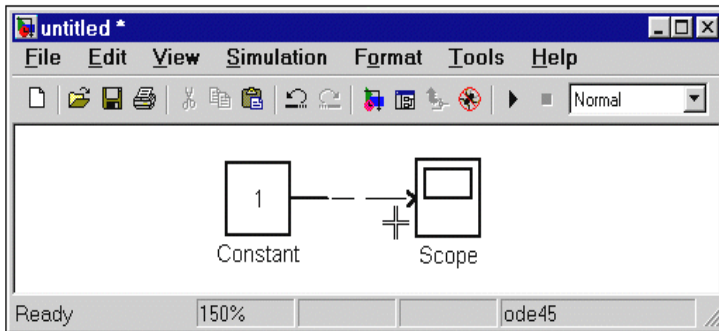 untitled *
File Edit View Simulation Format Tools Help
Normal
1
Constant Scope
Ready 150% ode45